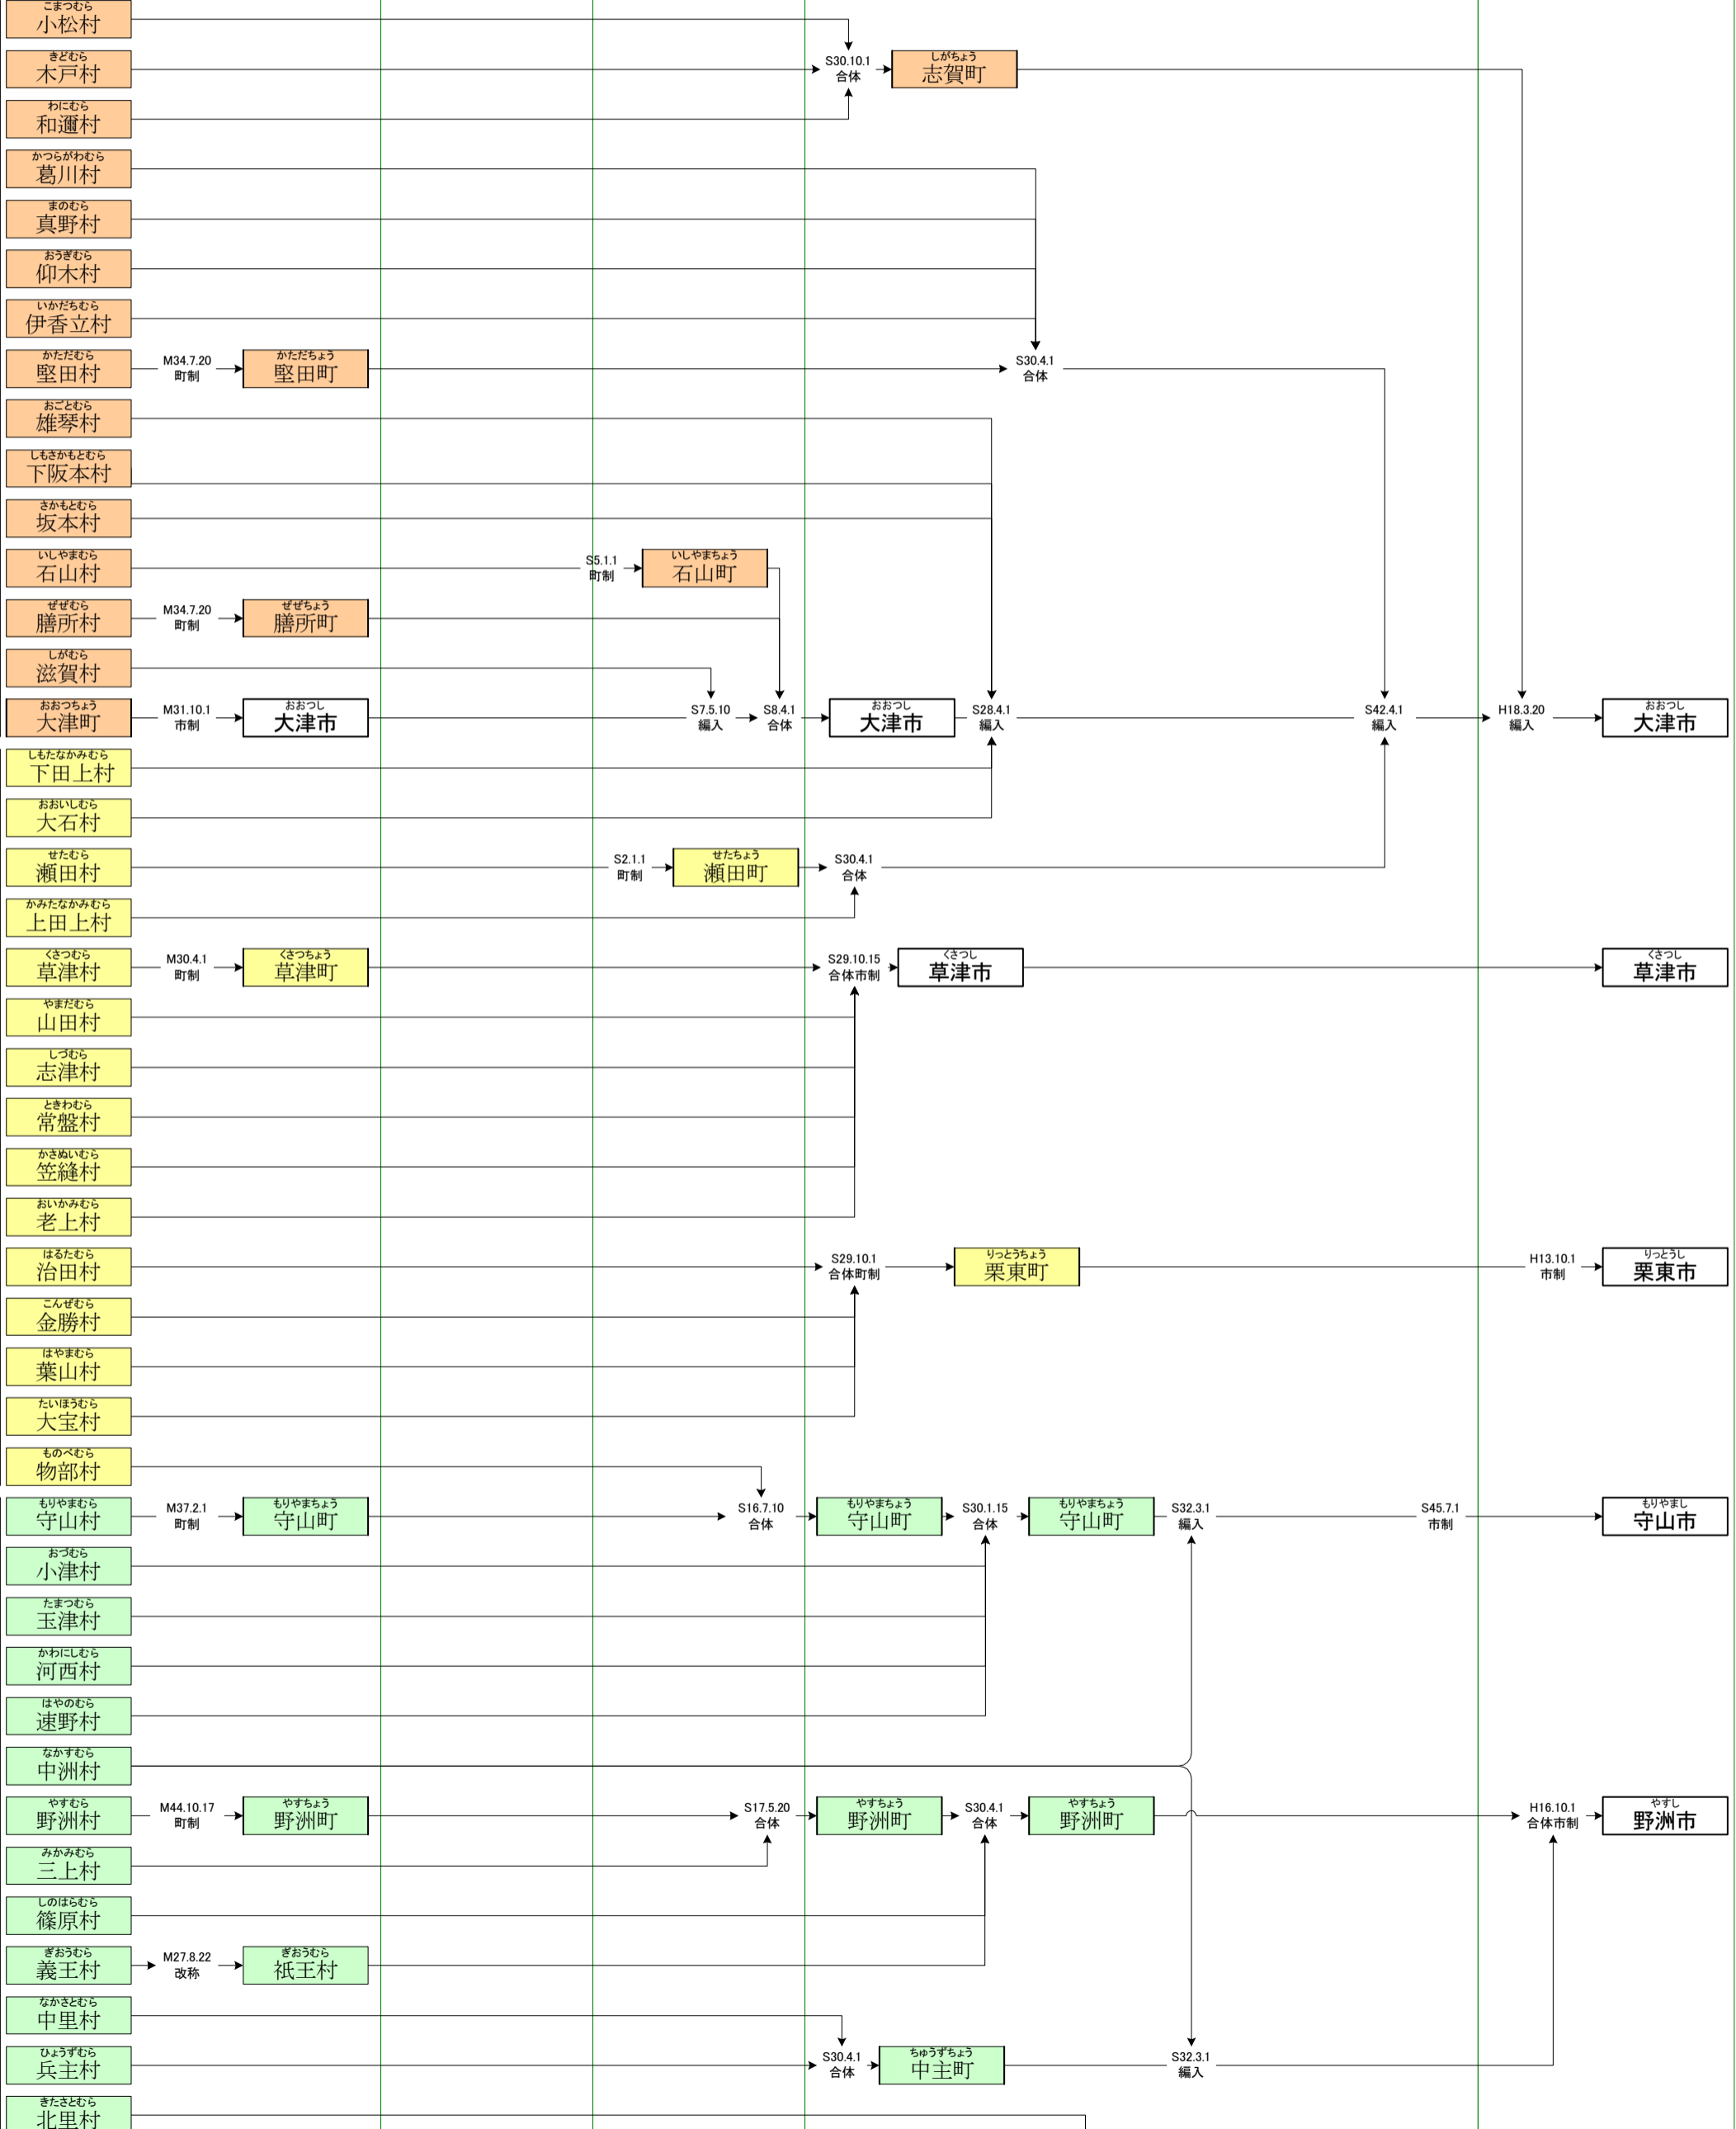 こまつむら
小松村
きどむら
木戸村
S30.10.1
合体
しがちょう
志賀町
わにむら
和邇村
かつらがわむら
葛川村
まのむら
真野村
おうぎむら
仰木村
いかだちむら
伊香立村
かただむら
堅田村
M34.7.20
町制
かただちょう
堅田町
S30.4.1
合体
おごとむら
雄琴村
しもさかもとむら
下阪本村
さかもとむら
坂本村
いしやまむら
石山村
S5.1.1
町制
いしやまちょう
石山町
ぜぜむら
膳所村
M34.7.20
町制
ぜぜちょう
膳所町
しがむら
滋賀村
おおつちょう
大津町
M31.10.1
市制
おおつし
大津市
S7.5.10
編入
S8.4.1
合体
おおつし
大津市
S28.4.1
編入
S42.4.1
編入
H18.3.20
編入
おおつし
大津市
しもたなかみむら
下田上村
おおいしむら
大石村
せたむら
瀬田村
S2.1.1
町制
せたちょう
瀬田町
S30.4.1
合体
かみたなかみむら
上田上村
くさつむら
草津村
M30.4.1
町制
くさつちょう
草津町
S29.10.15
合体市制
くさつし
草津市
くさつし
草津市
やまだむら
山田村
しづむら
志津村
ときわむら
常盤村
かさぬいむら
笠縫村
おいかみむら
老上村
はるたむら
治田村
S29.10.1
合体町制
りっとうちょう
栗東町
H13.10.1
市制
りっとうし
栗東市
こんぜむら
金勝村
はやまむら
葉山村
たいほうむら
大宝村
ものべむら
物部村
もりやまむら
守山村
M37.2.1
町制
もりやまちょう
守山町
S16.7.10
合体
もりやまちょう
守山町
S30.1.15
合体
もりやまちょう
守山町
S32.3.1
編入
S45.7.1
市制
もりやまし
守山市
おづむら
小津村
たまつむら
玉津村
かわにしむら
河西村
はやのむら
速野村
なかすむら
中洲村
やすむら
野洲村
M44.10.17
町制
やすちょう
野洲町
S17.5.20
合体
やすちょう
野洲町
S30.4.1
合体
やすちょう
野洲町
H16.10.1
合体市制
やすし
野洲市
みかみむら
三上村
しのはらむら
篠原村
ぎおうむら
義王村
M27.8.22
改称
ぎおうむら
祇王村
なかさとむら
中里村
ひょうずむら
兵主村
S30.4.1
合体
ちゅうずちょう
中主町
S32.3.1
編入
きたさとむら
北里村